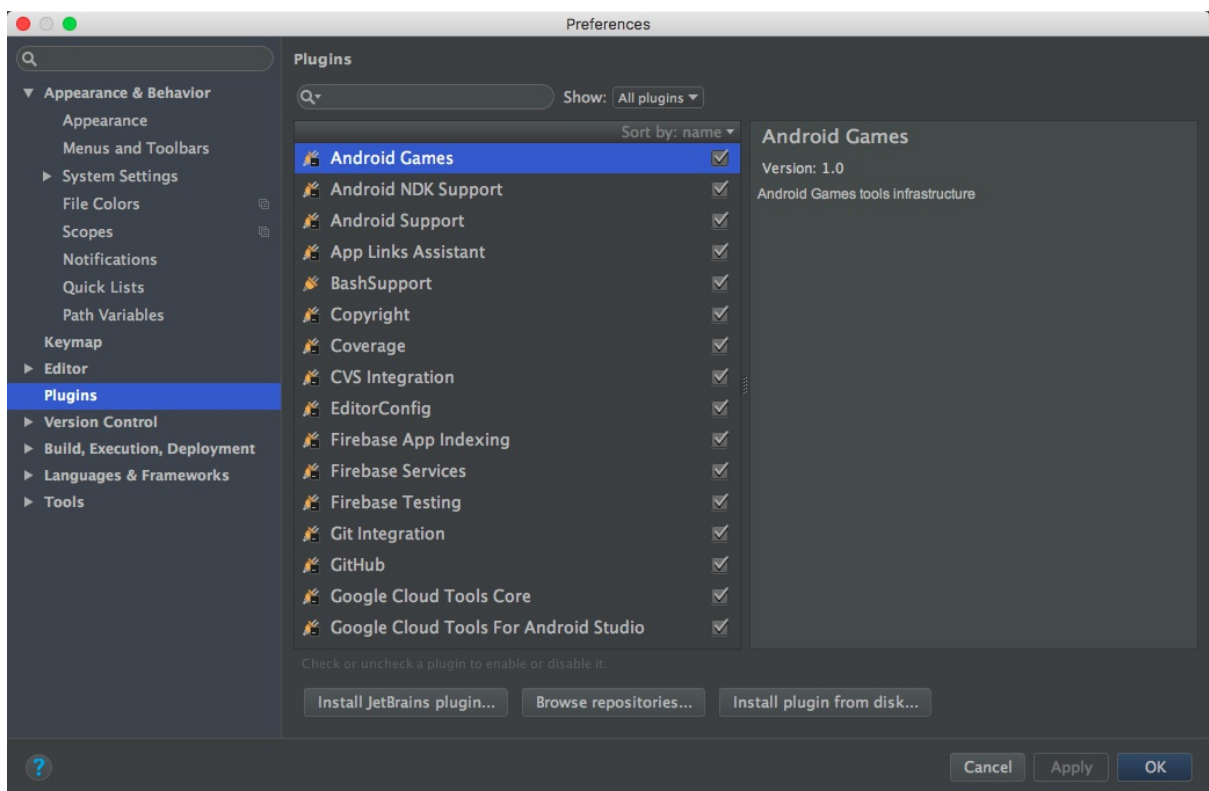 Preferences
Appearance & Behavior
Appearance
Menus and Toolbars
System Settings
File Colors
Scopes
Notifications
Quick Lists
Path Variables
Keymap
Editor
Plugins
Version Control
Build, Execution, Deployment
Languages & Frameworks
Tools
Plugins
Show: All plugins
Sort by: name
Android Games
Android NDK Support
Android Support
App Links Assistant
BashSupport
Copyright
Coverage
CVS Integration
EditorConfig
Firebase App Indexing
Firebase Services
Firebase Testing
Git Integration
GitHub
Google Cloud Tools Core
Google Cloud Tools For Android Studio
Check or uncheck a plugin to enable or disable it.
Install JetBrains plugin... Browse repositories... Install plugin from disk...
Android Games
Version: 1.0
Android Games tools infrastructure
? Cancel Apply OK